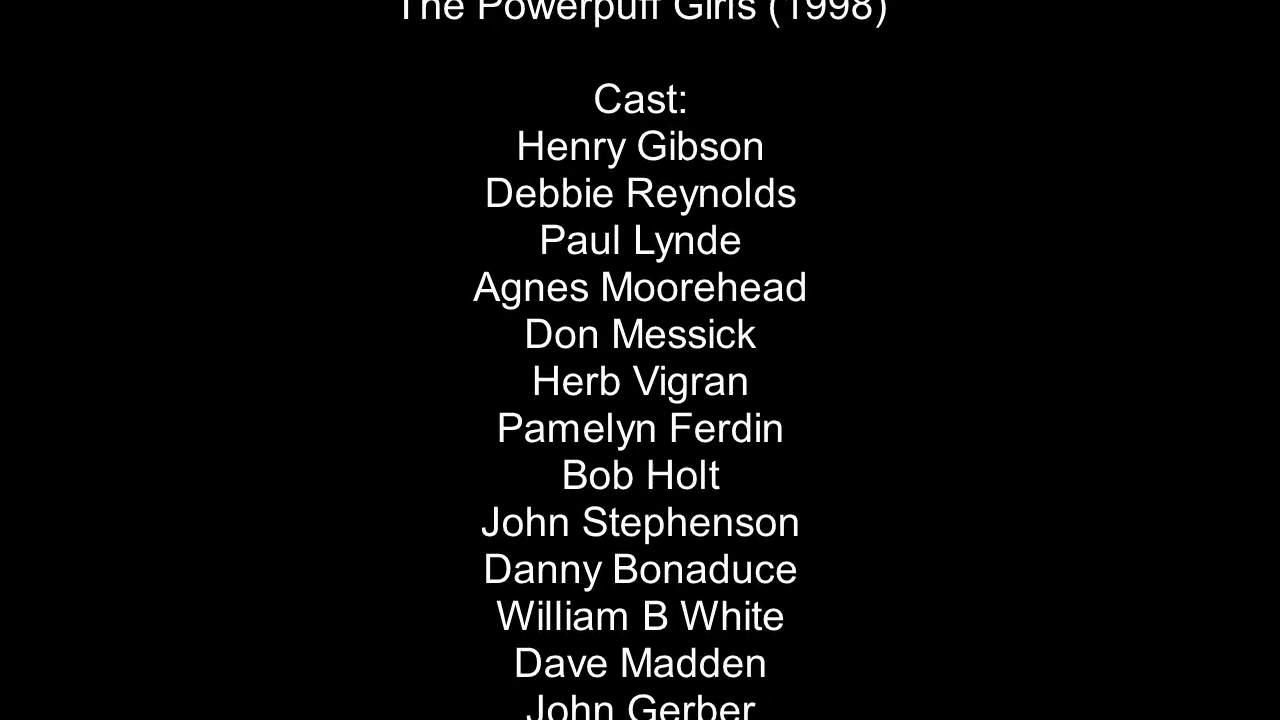 The Powerpuff Girls (1998)
Cast:
Henry Gibson
Debbie Reynolds
Paul Lynde
Agnes Moorehead
Don Messick
Herb Vigran
Pamelyn Ferdin
Bob Holt
John Stephenson
Danny Bonaduce
William B White
Dave Madden
John Gerber